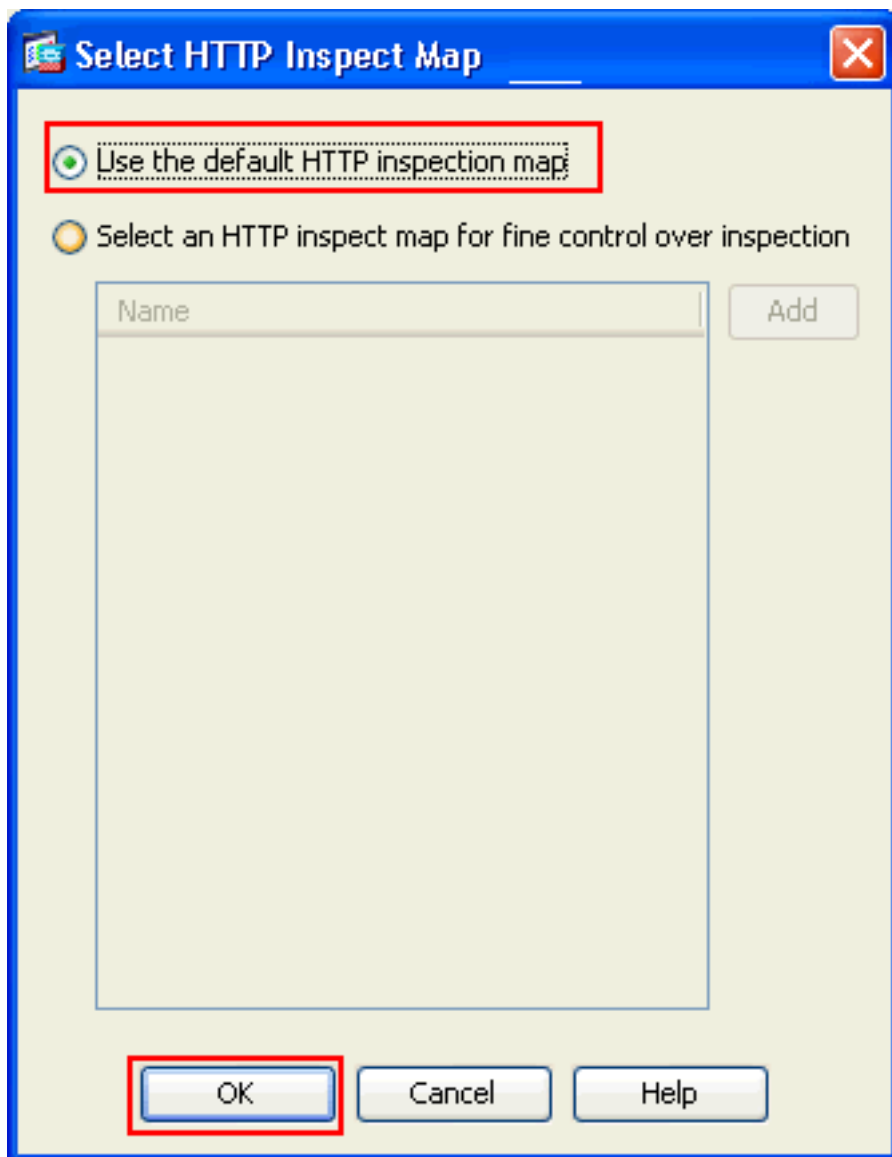 Select HTTP Inspect Map
Use the default HTTP inspection map
Select an HTTP inspect map for fine control over inspection
Name
Add
OK
Cancel
Help